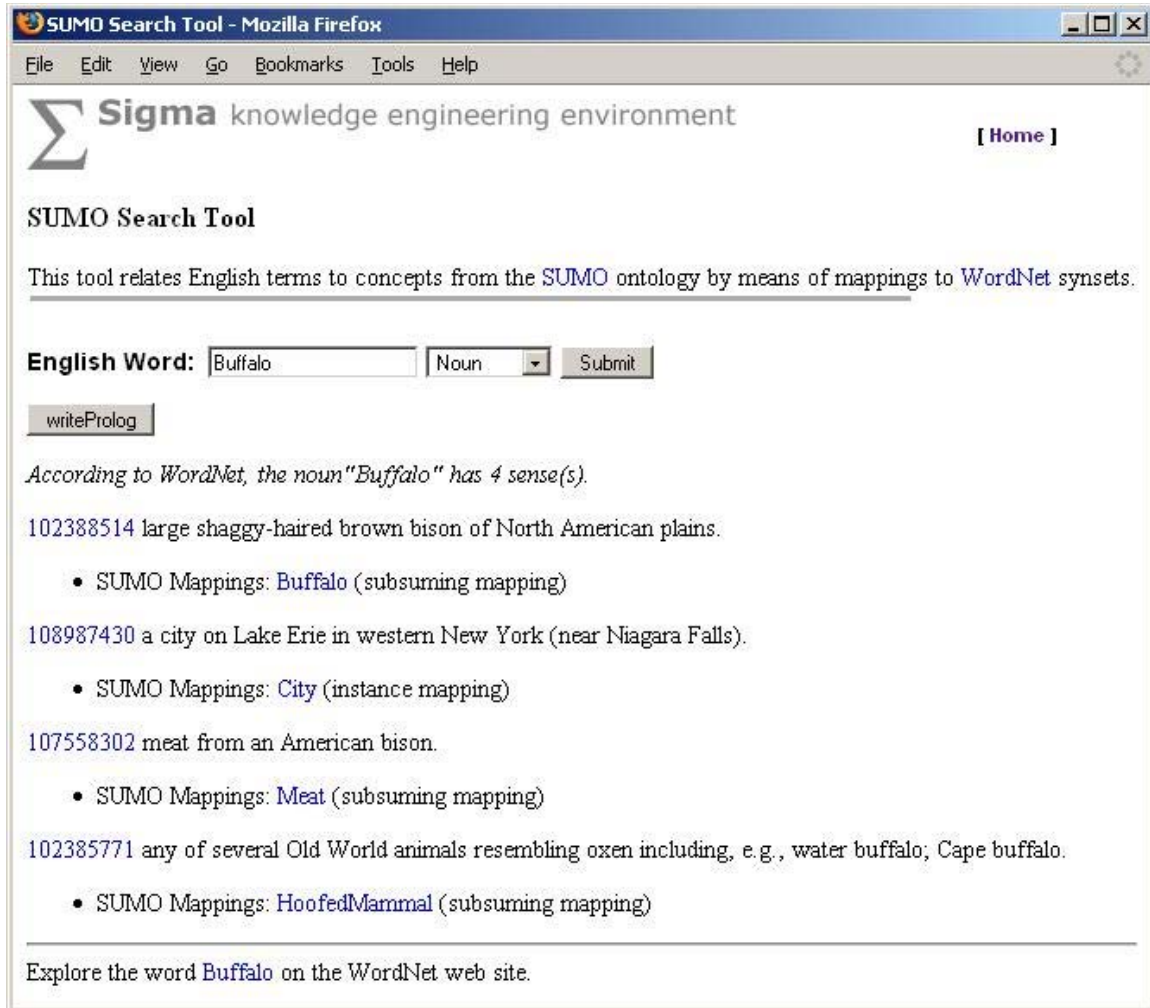 SUMO Search Tool - Mozilla Firefox
File Edit View Go Bookmarks Tools Help
Σ Sigma knowledge engineering environment
[ Home ]
SUMO Search Tool
This tool relates English terms to concepts from the SUMO ontology by means of mappings to WordNet synsets.
English Word: Buffalo Noun Submit
writeProlog
According to WordNet, the noun"Buffalo" has 4 sense(s).
102388514 large shaggy-haired brown bison of North American plains.
• SUMO Mappings: Buffalo (subsuming mapping)
108987430 a city on Lake Erie in western New York (near Niagara Falls).
• SUMO Mappings: City (instance mapping)
107558302 meat from an American bison.
• SUMO Mappings: Meat (subsuming mapping)
102385771 any of several Old World animals resembling oxen including, e.g., water buffalo; Cape buffalo.
• SUMO Mappings: HoofedMammal (subsuming mapping)
Explore the word Buffalo on the WordNet web site.